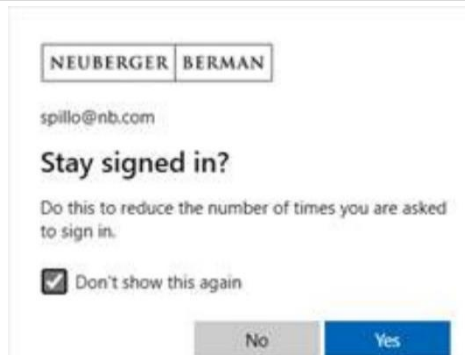 NEUBERGER BERMAN
spillo@nb.com
Stay signed in?
Do this to reduce the number of times you are asked
to sign in.
Don't show this again
No Yes